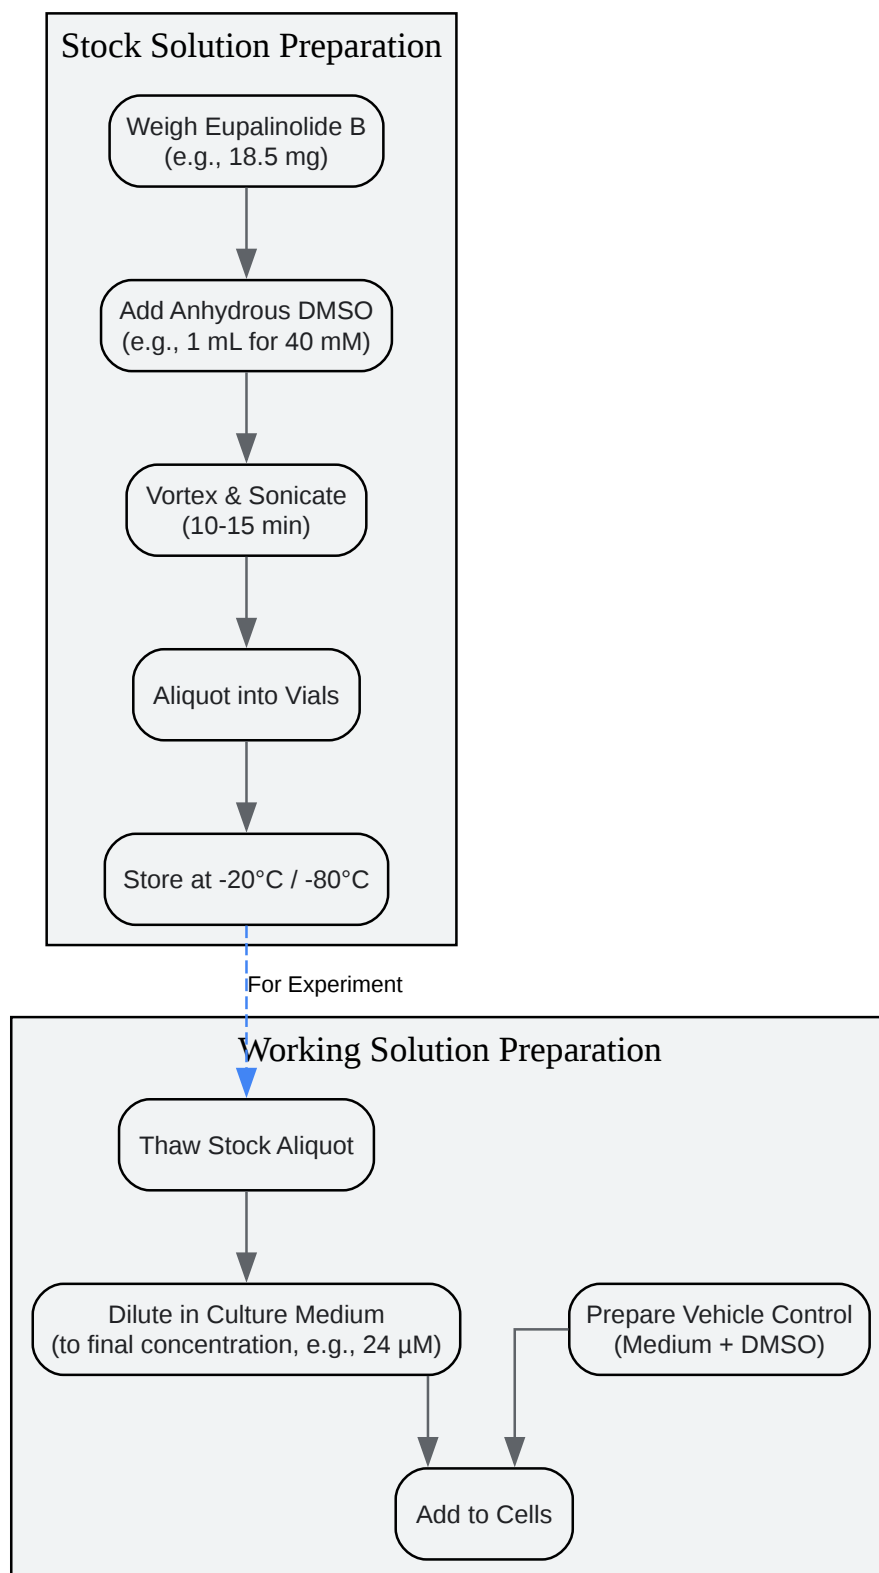 Stock Solution Preparation
Weigh Eupalinolide B
(e.g., 18.5 mg)
Add Anhydrous DMSO
(e.g., 1 mL for 40 mM)
Vortex & Sonicate
(10-15 min)
Aliquot into Vials
Store at -20°C / -80°C
For Experiment
Working Solution Preparation
Thaw Stock Aliquot
Dilute in Culture Medium
(to final concentration, e.g., 24 µM)
Prepare Vehicle Control
(Medium + DMSO)
Add to Cells